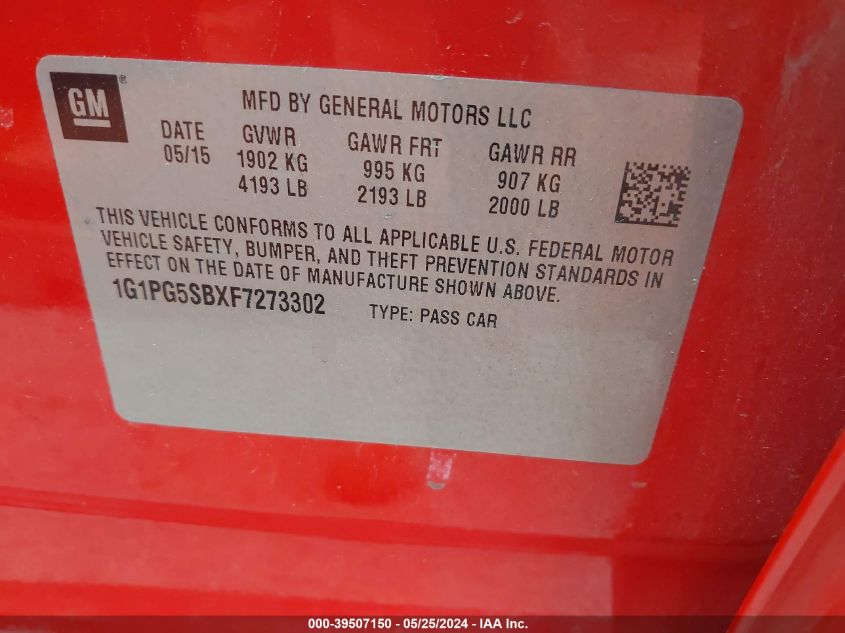 GM ®
MFD BY GENERAL MOTORS LLC
DATE GVWR GAWR FRT GAWR RR
05/15 1902 KG 995 KG 907 KG
4193 LB 2193 LB 2000 LB
THIS VEHICLE CONFORMS TO ALL APPLICABLE U.S. FEDERAL MOTOR
VEHICLE SAFETY, BUMPER, AND THEFT PREVENTION STANDARDS IN
EFFECT ON THE DATE OF MANUFACTURE SHOWN ABOVE.
1G1PG5SBXF7273302 TYPE: PASS CAR
000-39507150 - 05/25/2024 - IAA Inc.